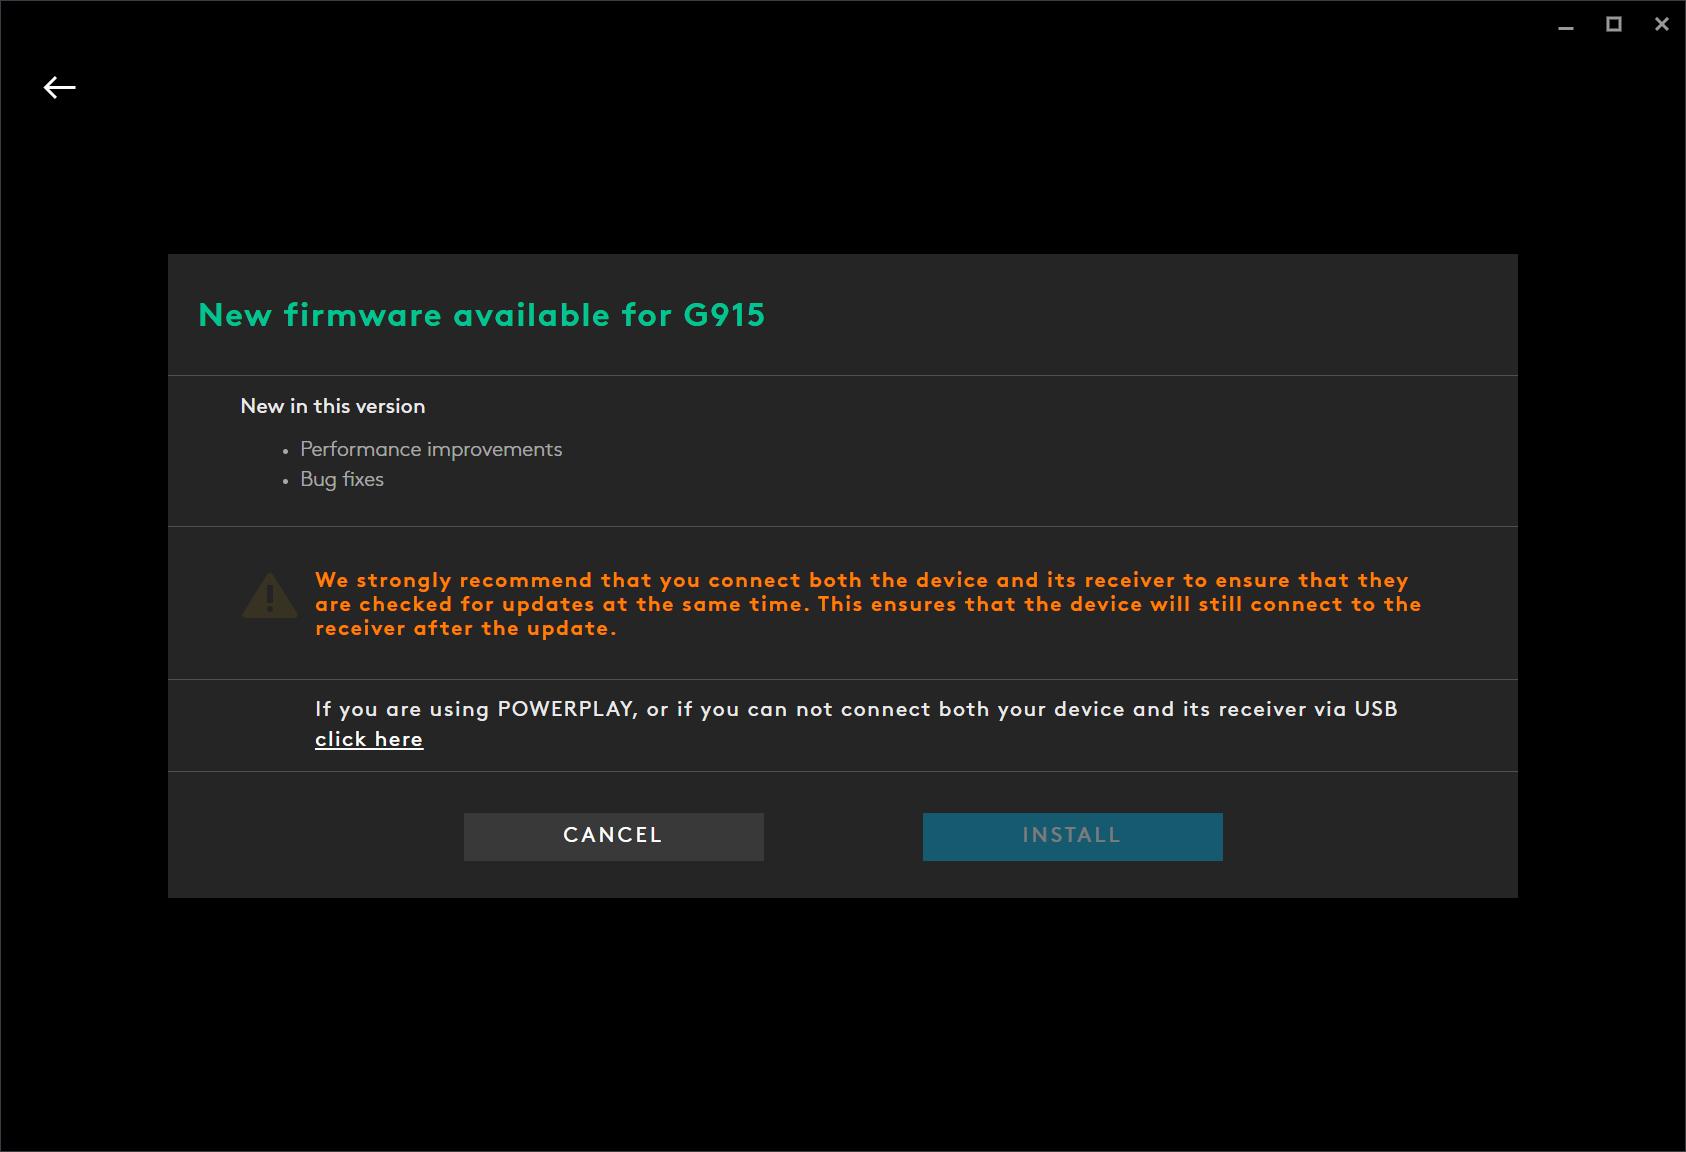 New firmware available for G915
New in this version
• Performance improvements
• Bug fixes
We strongly recommend that you connect both the device and its receiver to ensure that they
are checked for updates at the same time. This ensures that the device will still connect to the
receiver after the update.
If you are using POWERPLAY, or if you can not connect both your device and its receiver via USB
click here
CANCEL
INSTALL